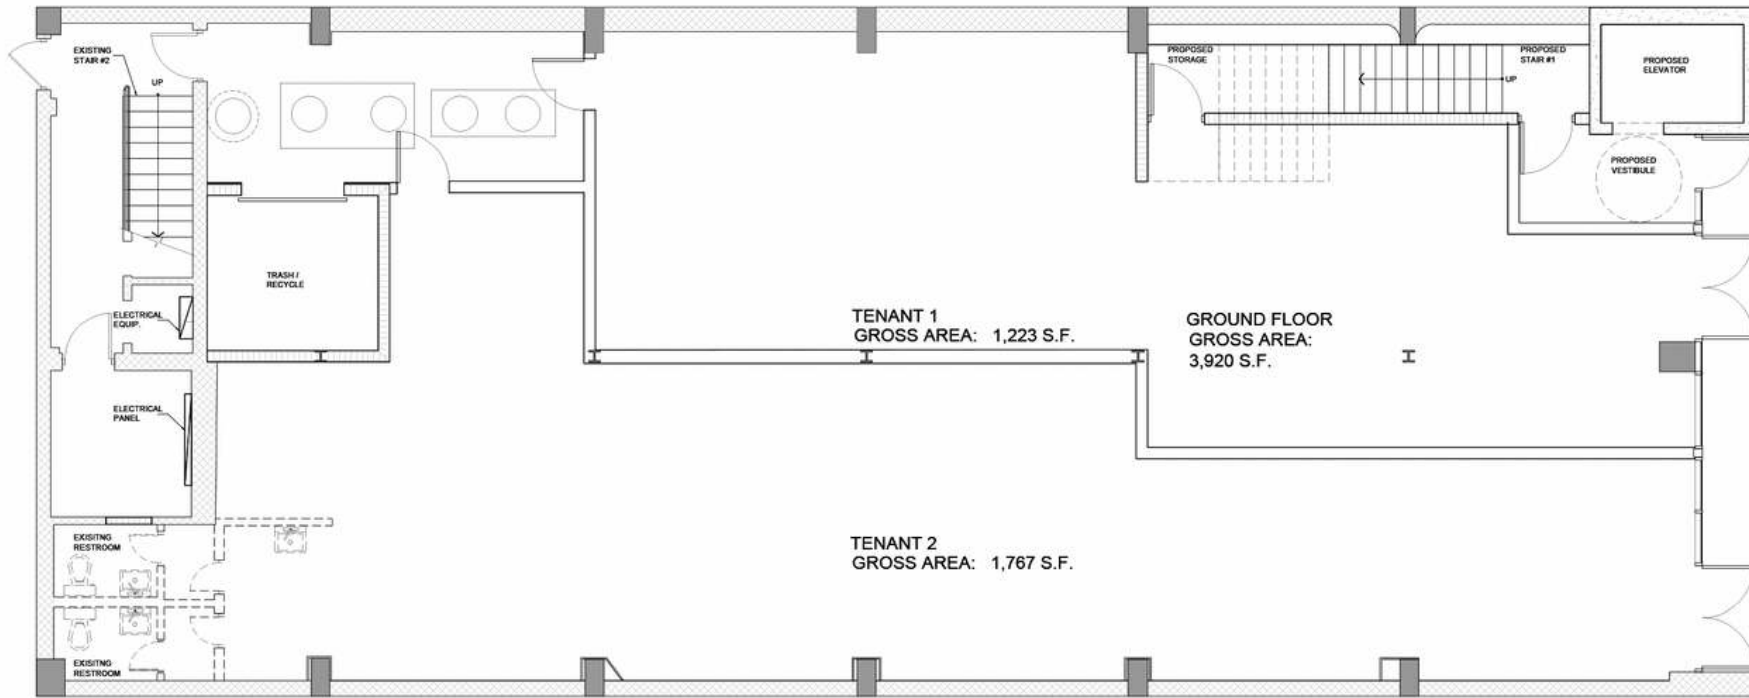 EXISTING
STAIR #2
UP
PROPOSED
STORAGE
PROPOSED
STAIR #1
UP
PROPOSED
ELEVATOR
PROPOSED
VESTIBULE
TRASH /
RECYCLE
ELECTRICAL
EQUIP.
TENANT 1
GROSS AREA: 1,223 S.F.
GROUND FLOOR
GROSS AREA:
3,920 S.F.
ELECTRICAL
PANEL
EXISITNG
RESTROOM
TENANT 2
GROSS AREA: 1,767 S.F.
EXISITNG
RESTROOM